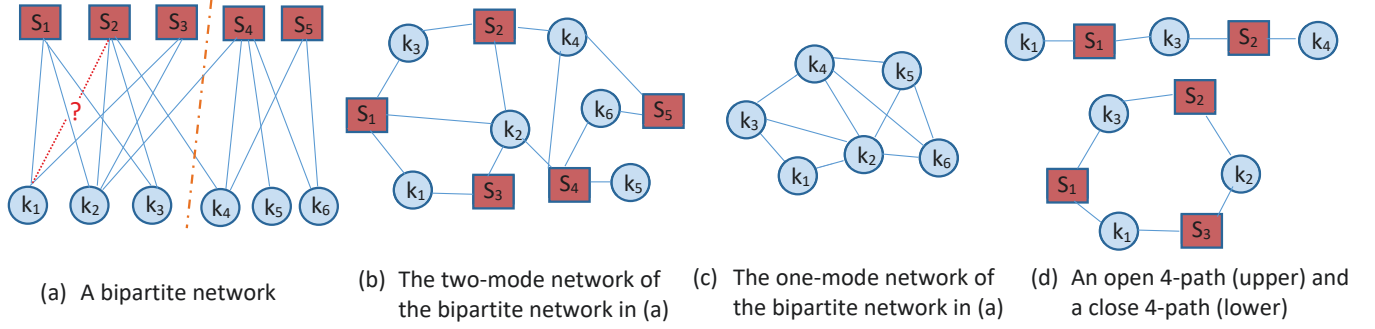 S1 S2 S3 S4 S5
?
k1 k2 k3 k4 k5 k6
(a) A bipartite network
S2
k3 k4
S1 k6 S5
k2
k1 S3 S4 k5
(b) The two-mode network of
the bipartite network in (a)
k4 k5
k3
k2 k6
k1
(c) The one-mode network of
the bipartite network in (a)
k1 S1 k3 S2 k4
S2
k3
k2
S1
k1 S3
(d) An open 4-path (upper) and
a close 4-path (lower)